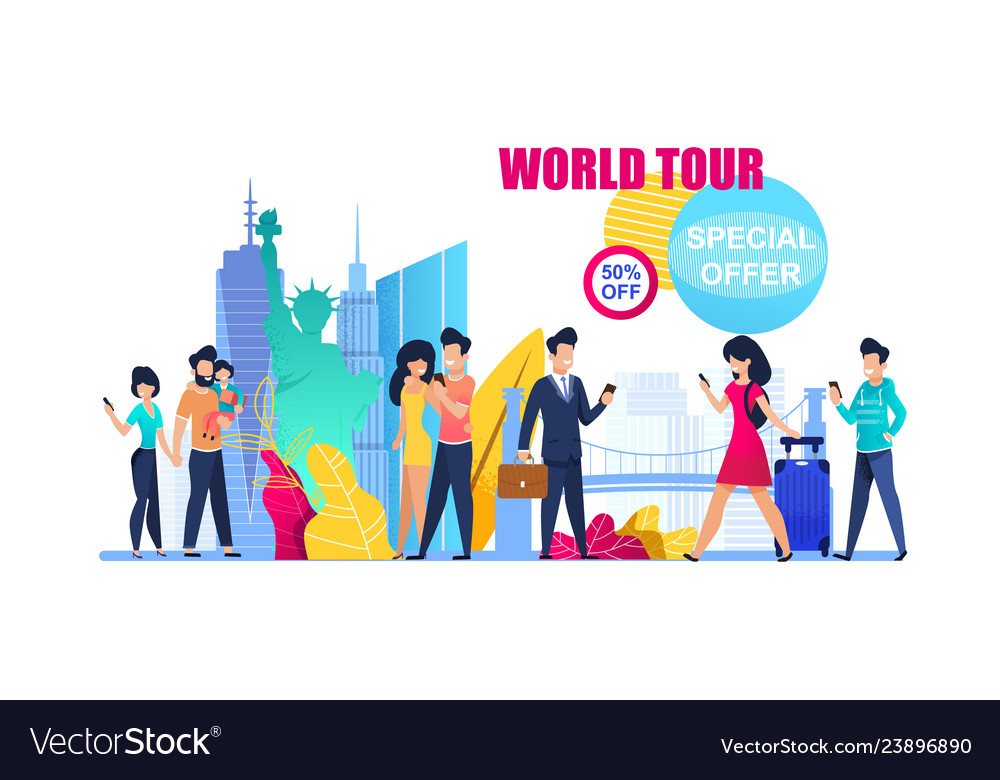 WORLD TOUR
SPECIAL
OFFER
50%
OFF
VectorStock®
VectorStock.com/23896890